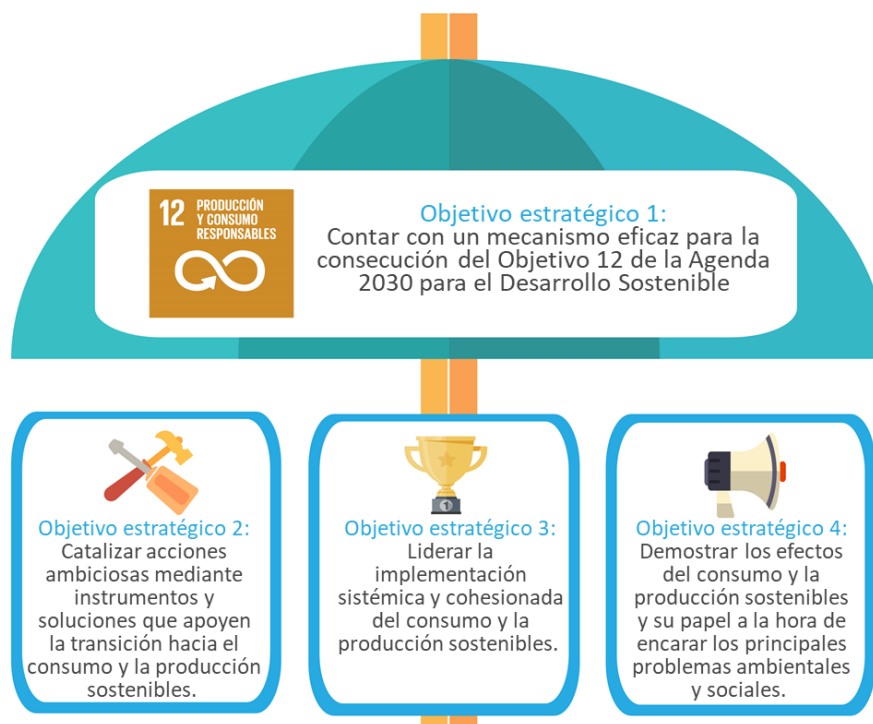 12 PRODUCCIÓN
Y CONSUMO
RESPONSABLES
Objetivo estratégico 1:
Contar con un mecanismo eficaz para la
consecución del Objetivo 12 de la Agenda
2030 para el Desarrollo Sostenible
Objetivo estratégico 2:
Catalizar acciones
ambiciosas mediante
instrumentos y
soluciones que apoyen
la transición hacia el
consumo y la producción
sostenibles.
1
Objetivo estratégico 3:
Liderar la
implementación
sistémica y cohesionada
del consumo y la
producción sostenibles.
Objetivo estratégico 4:
Demostrar los efectos
del consumo y la
producción sostenibles
y su papel a la hora de
encarar los principales
problemas ambientales
y sociales.